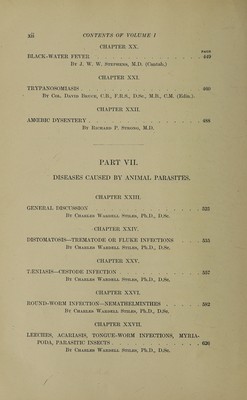 xii CONTENTS OF VOLUME I
CHAPTER XX.
PAGE
BLACK-WATER FEVER . . . . . . . . . . 449
By J. W. W. Stephens, M.D. (Cantab.)
CHAPTER XXI.
TRYPANOSOMIASIS . . . . . . . . . . 460
By Col. David Bruce, C.B., F.R.S., D.Sc., M.B., C.M. (Edin.).
CHAPTER XXII.
AMŒBIC DYSENTERY . . . . . . . . . . 488
By Richard P. Strong, M.D.
PART VII.
DISEASES CAUSED BY ANIMAL PARASITES.
CHAPTER XXIII.
GENERAL DISCUSSION . . . . . . . . . . 525
By Charles Wardell Stiles, Ph.D., D.Sc.
CHAPTER XXIV.
DISTOMATOSIS—TREMATODE OR FLUKE INFECTIONS . . . 535
By Charles Wardell Stiles, Ph.D., D.Sc.
CHAPTER XXV.
TÆNIASIS—CESTODE INFECTION . . . . . . . 557
By Charles Wardell Stiles, Ph.D., D.Sc.
CHAPTER XXVI.
ROUND-WORM INFECTION—NEMATHELMINTHES . . . . 582
By Charles Wardell Stiles, Ph.D., D.Sc.
CHAPTER XXVII.
LEECHES, ACARIASIS, TONGUE-WORM INFECTIONS, MYRIA-
PODA, PARASITIC INSECTS . . . . . . . . 626
By Charles Wardell Stiles, Ph.D., D.Sc.